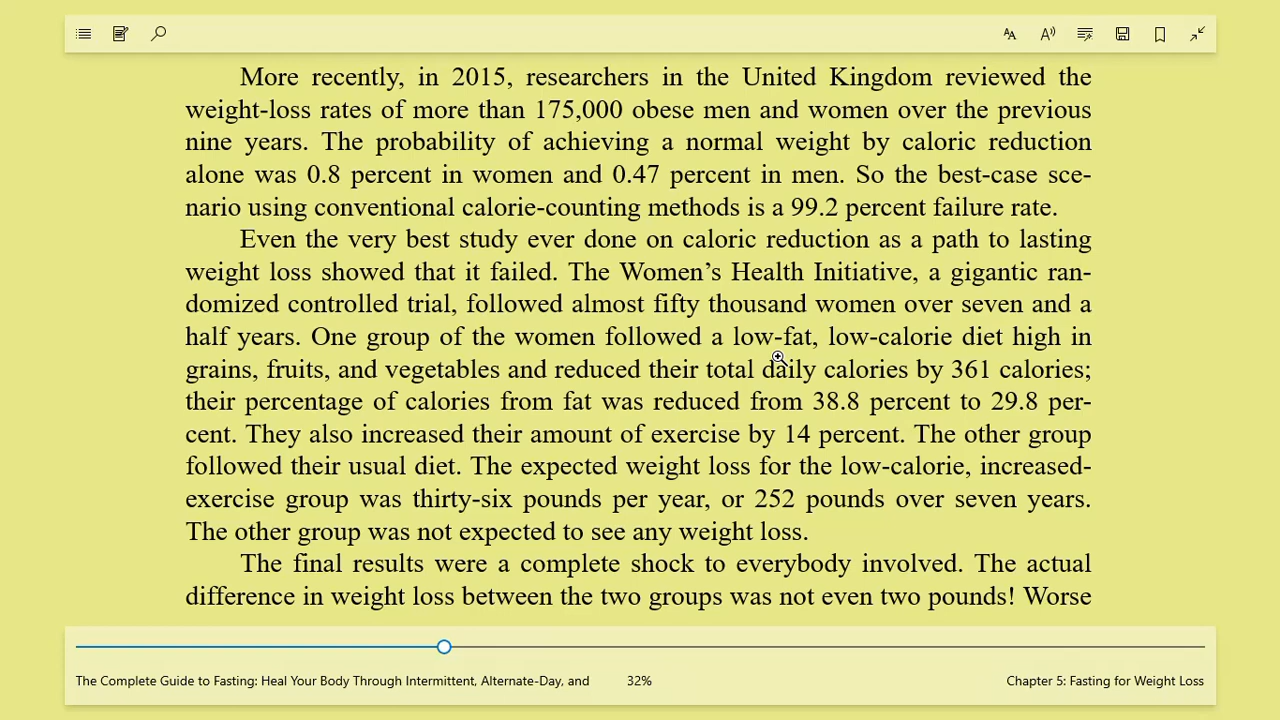 More recently, in 2015, researchers in the United Kingdom reviewed the
weight-loss rates of more than 175,000 obese men and women over the previous
nine years. The probability of achieving a normal weight by caloric reduction
alone was 0.8 percent in women and 0.47 percent in men. So the best-case sce-
nario using conventional calorie-counting methods is a 99.2 percent failure rate.
Even the very best study ever done on caloric reduction as a path to lasting
weight loss showed that it failed. The Women’s Health Initiative, a gigantic ran-
domized controlled trial, followed almost fifty thousand women over seven and a
half years. One group of the women followed a low-fat, low-calorie diet high in
grains, fruits, and vegetables and reduced their total daily calories by 361 calories;
their percentage of calories from fat was reduced from 38.8 percent to 29.8 per-
cent. They also increased their amount of exercise by 14 percent. The other group
followed their usual diet. The expected weight loss for the low-calorie, increased-
exercise group was thirty-six pounds per year, or 252 pounds over seven years.
The other group was not expected to see any weight loss.
The final results were a complete shock to everybody involved. The actual
difference in weight loss between the two groups was not even two pounds! Worse
The Complete Guide to Fasting: Heal Your Body Through Intermittent, Alternate-Day, and 32% Chapter 5: Fasting for Weight Loss